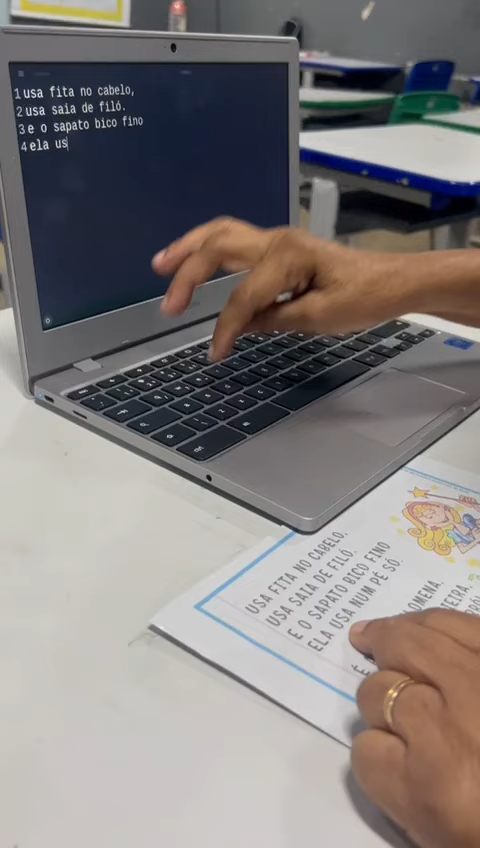 1 usa fita no cabelo,
2 usa saia de filó.
3 e o sapato bico fino
4 ela us
USA FITA NO CABELO.
USA SAIA DE FILÓ.
E O SAPATO BICO FINO
ELA USA NUM PÉ SÓ.
É